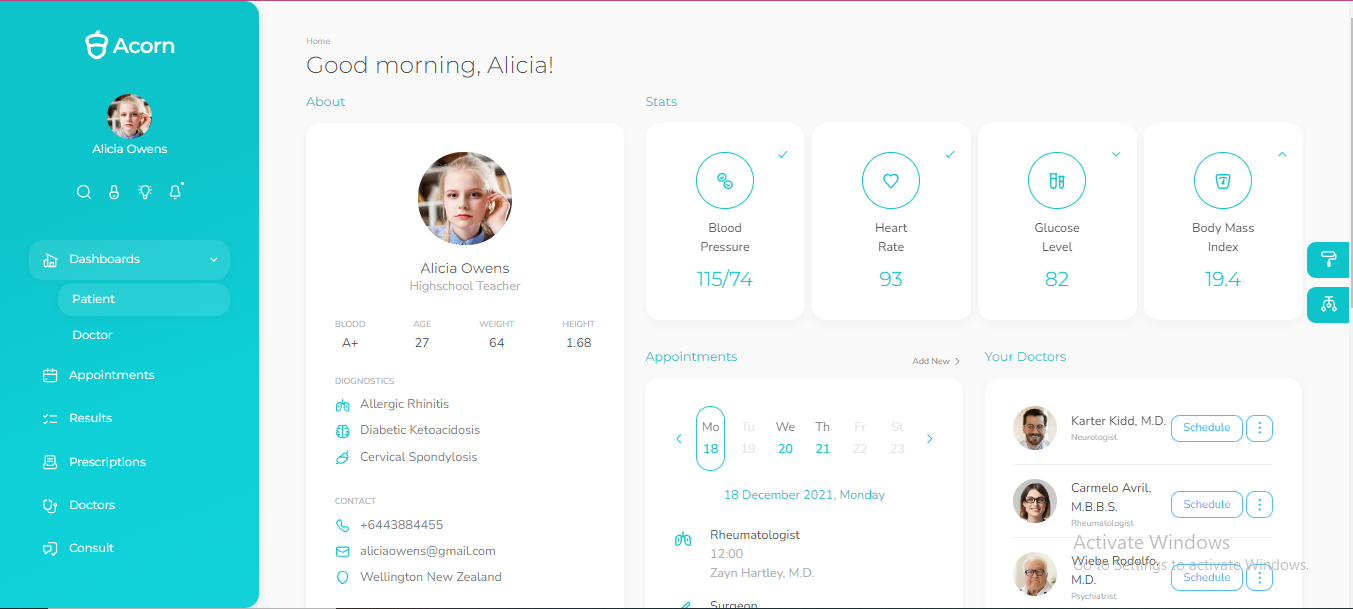 Acorn
Alicia Owens
Dashboards
Patient
Doctor
Appointments
Results
Prescriptions
Doctors
Consult
Home
Good morning, Alicia!
About
Alicia Owens
Highschool Teacher
BLOOD AGE WEIGHT HEIGHT
A+ 27 64 1.68
DIOGNOSTICS
Allergic Rhinitis
Diabetic Ketoacidosis
Cervical Spondylosis
CONTACT
+6443884455
aliciaowens@gmail.com
Wellington New Zealand
Stats
Blood
Pressure
115/74
Heart
Rate
93
Glucose
Level
82
Body Mass
Index
19.4
Appointments
Add New
Mo Tu We Th Fr St
18 19 20 21 22 23
18 December 2021, Monday
Rheumatologist
12:00
Zayn Hartley, M.D.
Surgeon
Your Doctors
Karter Kidd, M.D.
Neurologist
Schedule
Carmelo Avril,
M.B.B.S.
Rheumatologist
Schedule
Wiebe Rodolfo,
M.D.
Psychiatrist
Schedule
Activate Windows
Go to Settings to activate Windows.